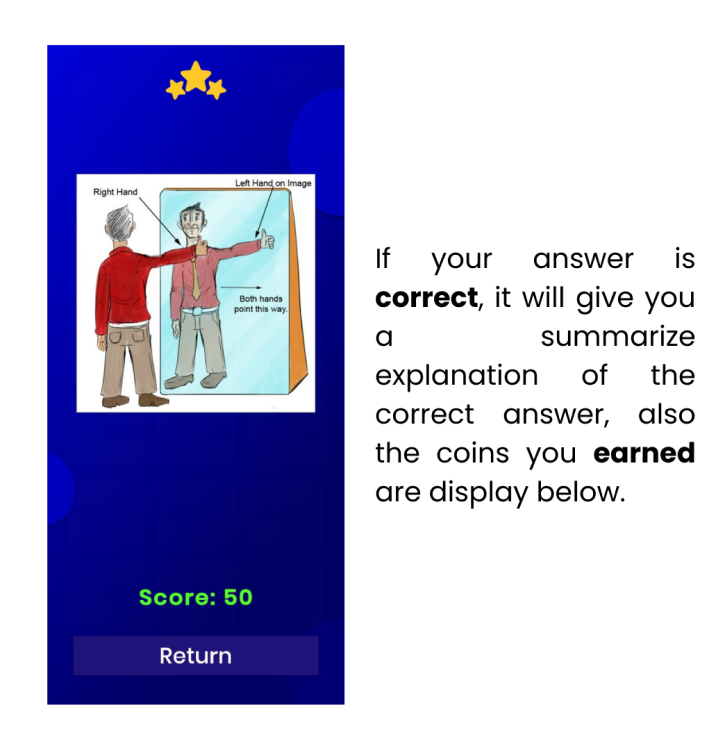 Right Hand
Left Hand on Image
Both hands
point this way.
Score: 50
Return
If your answer is
correct, it will give you
a summarize
explanation of the
correct answer, also
the coins you earned
are display below.